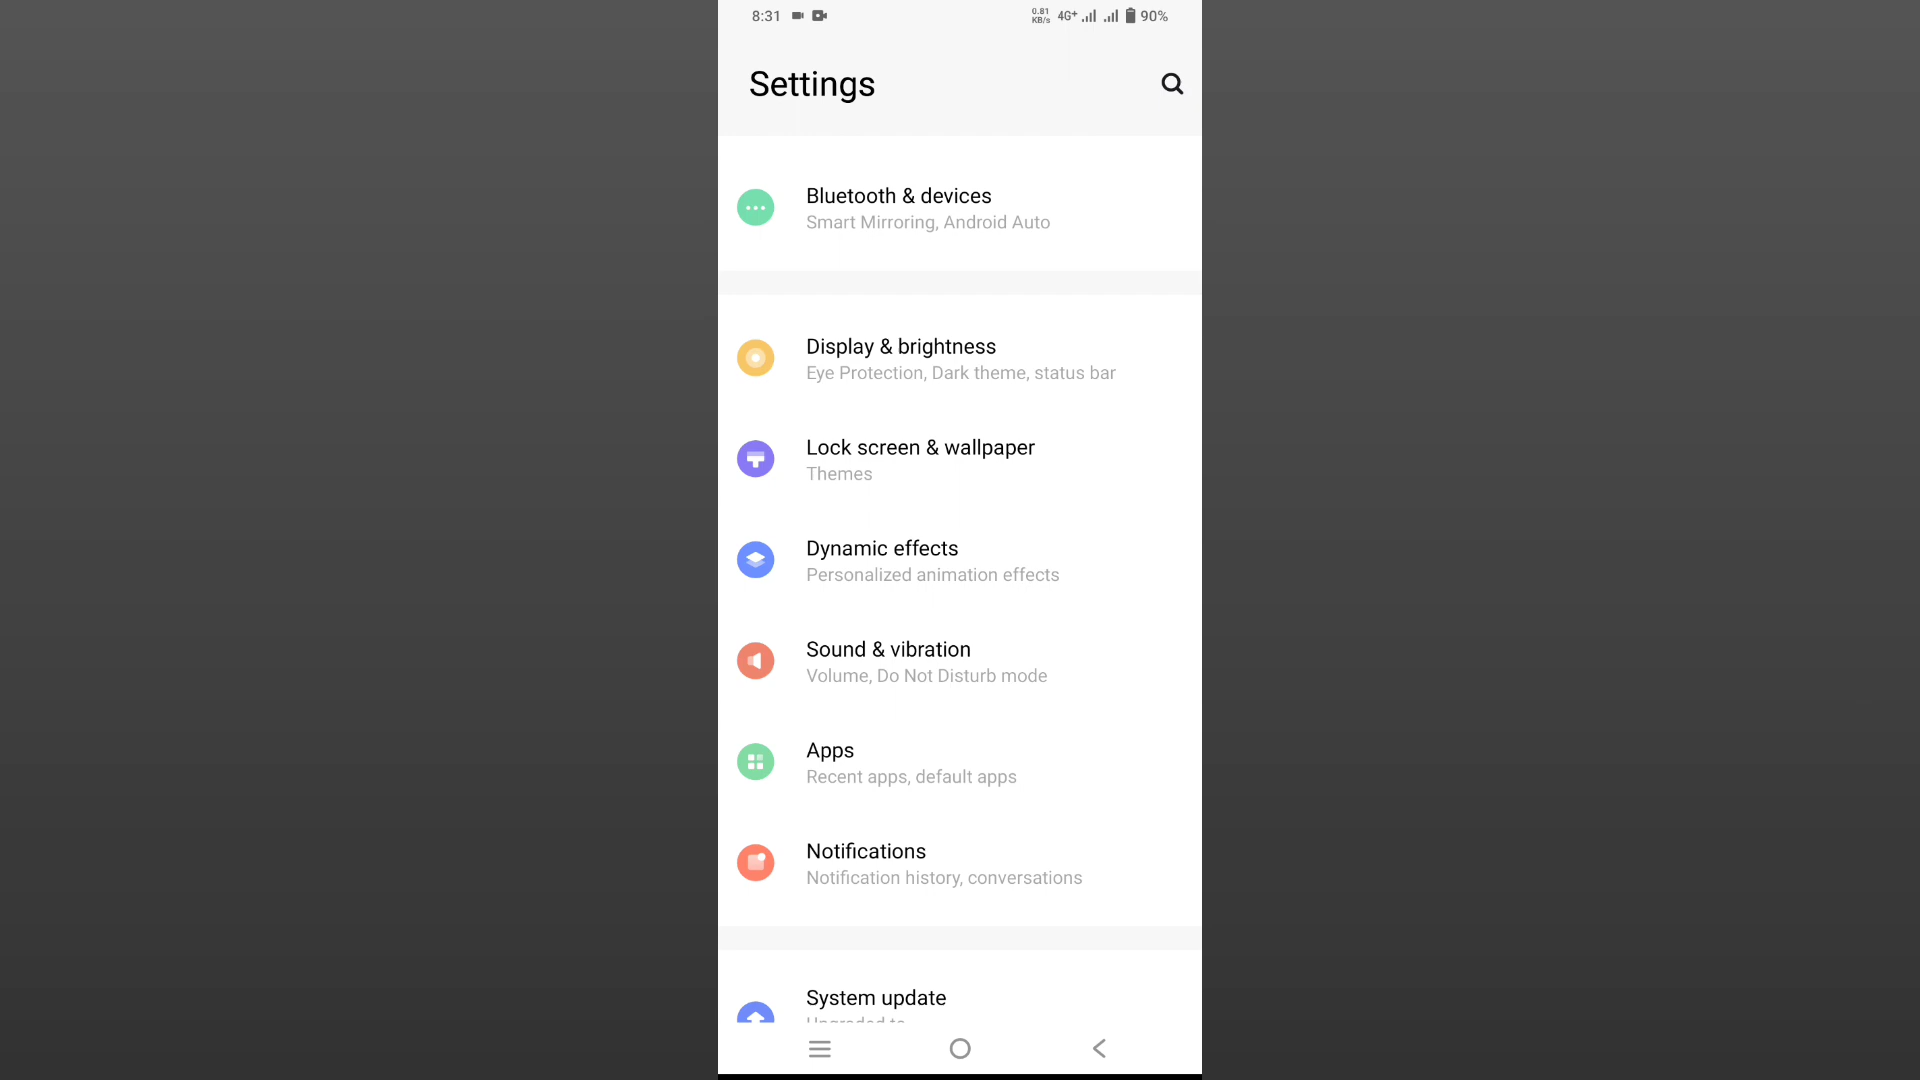 8:31
0.81 KB/s 4G+ 90%
Settings
Bluetooth & devices
Smart Mirroring, Android Auto
Display & brightness
Eye Protection, Dark theme, status bar
Lock screen & wallpaper
Themes
Dynamic effects
Personalized animation effects
Sound & vibration
Volume, Do Not Disturb mode
Apps
Recent apps, default apps
Notifications
Notification history, conversations
System update
Upgraded to